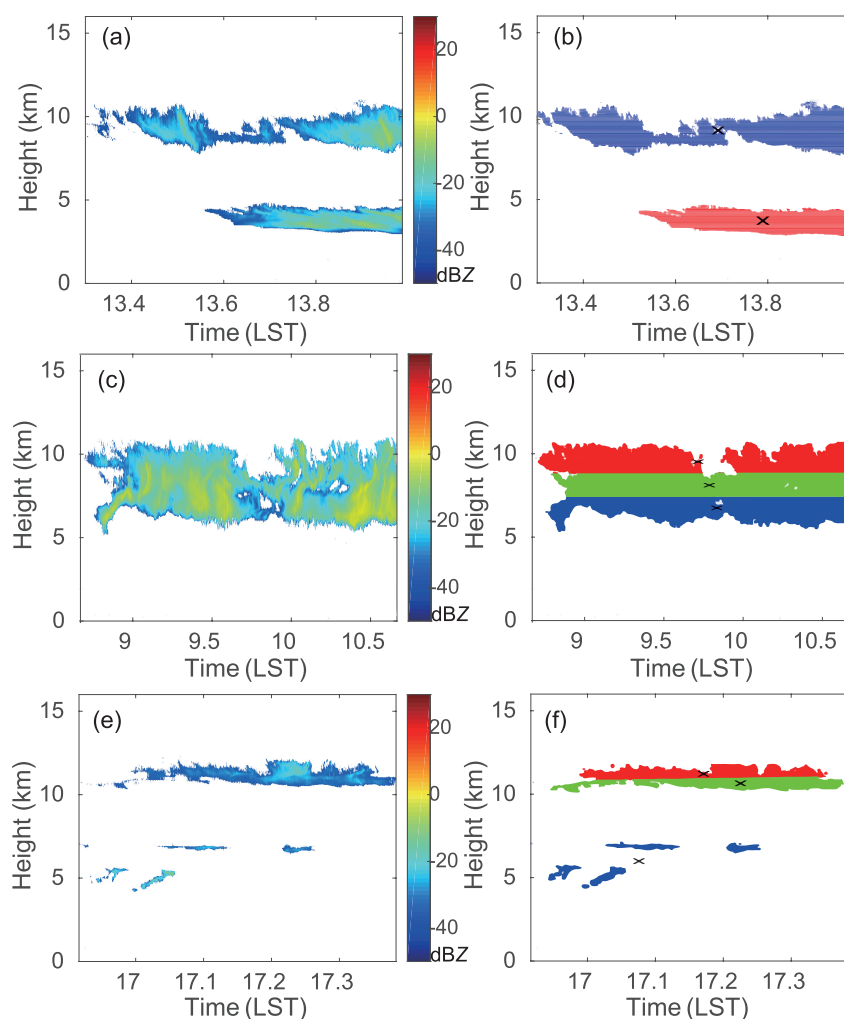 (a)
15
10
5
0
Height (km)
13.4 13.6 13.8
Time (LST)
20
0
-20
-40
dBZ
(b)
15
10
5
0
Height (km)
13.4 13.6 13.8
Time (LST)
(c)
15
10
5
0
Height (km)
9 9.5 10 10.5
Time (LST)
20
0
-20
-40
dBZ
(d)
15
10
5
0
Height (km)
9 9.5 10 10.5
Time (LST)
(e)
15
10
5
0
Height (km)
17 17.1 17.2 17.3
Time (LST)
20
0
-20
-40
dBZ
(f)
15
10
5
0
Height (km)
17 17.1 17.2 17.3
Time (LST)